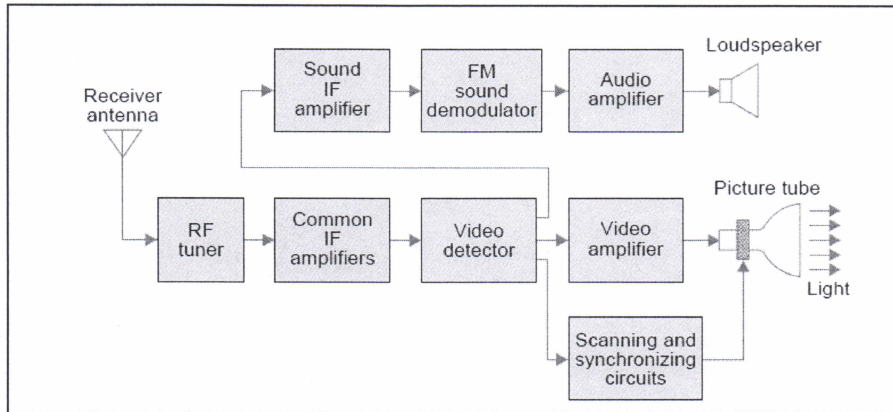 Loudspeaker
Sound
IF
amplifier
FM
sound
demodulator
Audio
amplifier
Receiver
antenna
Picture tube
RF
tuner
Common
IF
amplifiers
Video
detector
Video
amplifier
Light
Scanning and
synchronizing
circuits